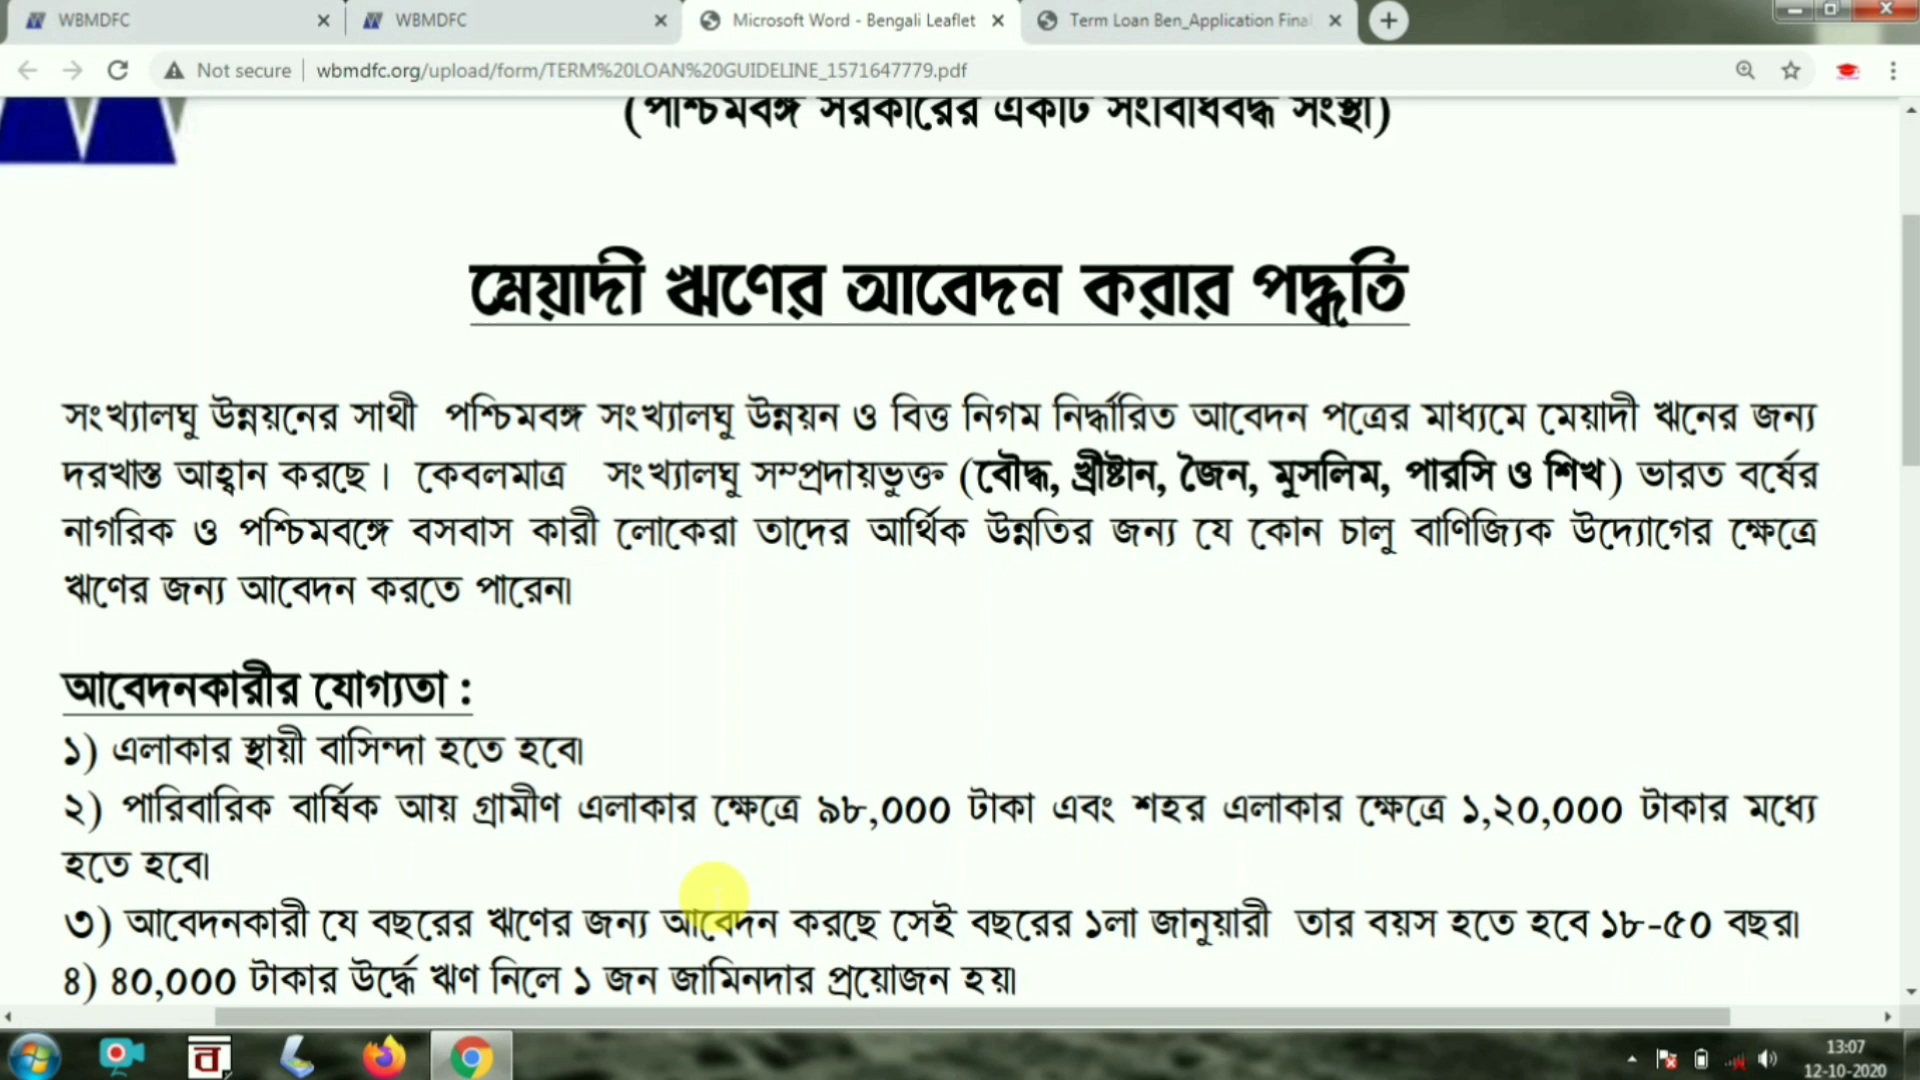 WBMDFC WBMDFC Microsoft Word - Bengali Leaflet Term Loan Ben_Application Final
Not secure wbmdfc.org/upload/form/TERM%20LOAN%20GUIDELINE_1571647779.pdf
(পশ্চিমবঙ্গ সরকারের একটি সংবিধিবদ্ধ সংস্থা)
মেয়াদী ঋণের আবেদন করার পদ্ধতি
সংখ্যালঘু উন্নয়নের সাথী পশ্চিমবঙ্গ সংখ্যালঘু উন্নয়ন ও বিত্ত নিগম নির্দ্ধারিত আবেদন পত্রের মাধ্যমে মেয়াদী ঋনের জন্য
দরখাস্ত আহ্বান করছে। কেবলমাত্র সংখ্যালঘু সম্প্রদায়ভুক্ত (বৌদ্ধ, খ্রীষ্টান, জৈন, মুসলিম, পারসি ও শিখ) ভারত বর্ষের
নাগরিক ও পশ্চিমবঙ্গে বসবাস কারী লোকেরা তাদের আর্থিক উন্নতির জন্য যে কোন চালু বাণিজ্যিক উদ্যোগের ক্ষেত্রে
ঋণের জন্য আবেদন করতে পারেন।
আবেদনকারীর যোগ্যতা :
১) এলাকার স্থায়ী বাসিন্দা হতে হবে।
২) পারিবারিক বার্ষিক আয় গ্রামীণ এলাকার ক্ষেত্রে ৯৮,০০০ টাকা এবং শহর এলাকার ক্ষেত্রে ১,২০,০০০ টাকার মধ্যে
হতে হবে।
৩) আবেদনকারী যে বছরের ঋণের জন্য আবেদন করছে সেই বছরের ১লা জানুয়ারী তার বয়স হতে হবে ১৮-৫০ বছর।
৪) ৪০,০০০ টাকার উর্দ্ধে ঋণ নিলে ১ জন জামিনদার প্রয়োজন হয়।
13:07
12-10-2020